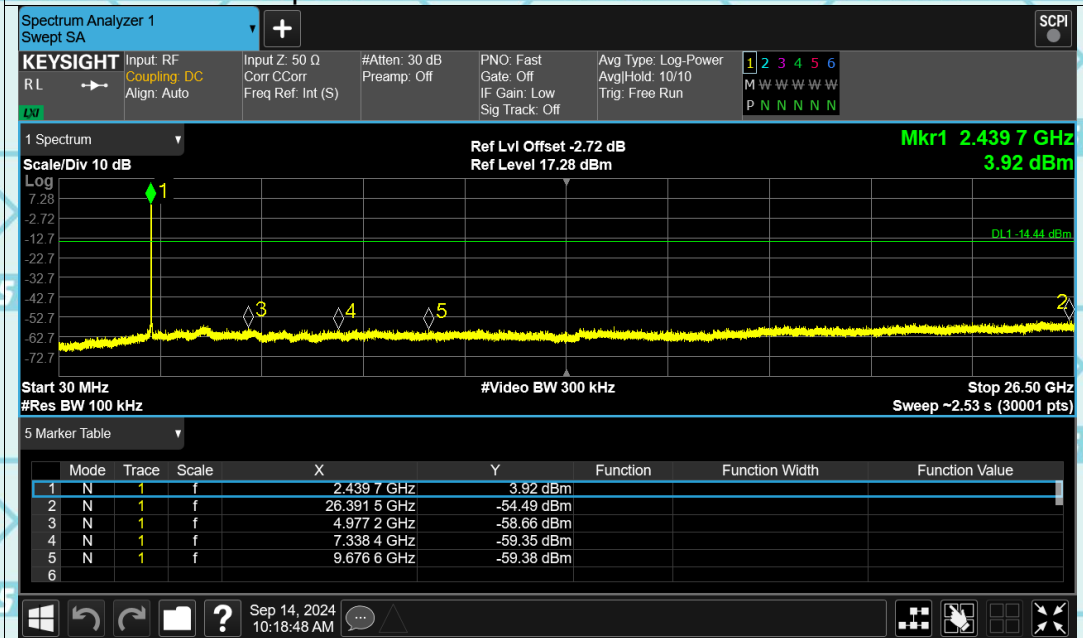 Spectrum Analyzer 1
Swept SA
+
SCPI
KEYSIGHT
R L
LXI
Input: RF
Coupling: DC
Align: Auto
Input Z: 50 Ω
Corr CCorr
Freq Ref: Int (S)
#Atten: 30 dB
Preamp: Off
PNO: Fast
Gate: Off
IF Gain: Low
Sig Track: Off
Avg Type: Log-Power
Avg|Hold: 10/10
Trig: Free Run
1 2 3 4 5 6
M W W W W W
P N N N N N
1 Spectrum
Ref Lvl Offset -2.72 dB
Mkr1 2.439 7 GHz
Scale/Div 10 dB
Ref Level 17.28 dBm
3.92 dBm
Log
1
7.28
-2.72
-12.7
DL1 -14.44 dBm
-22.7
-32.7
-42.7
2
3
4
5
-52.7
-62.7
-72.7
Start 30 MHz
#Video BW 300 kHz
Stop 26.50 GHz
#Res BW 100 kHz
Sweep ~2.53 s (30001 pts)
5 Marker Table
Mode Trace Scale X Y Function Function Width Function Value
1 N 1 f 2.439 7 GHz 3.92 dBm
2 N 1 f 26.391 5 GHz -54.49 dBm
3 N 1 f 4.977 2 GHz -58.66 dBm
4 N 1 f 7.338 4 GHz -59.35 dBm
5 N 1 f 9.676 6 GHz -59.38 dBm
6
?
Sep 14, 2024
10:18:48 AM